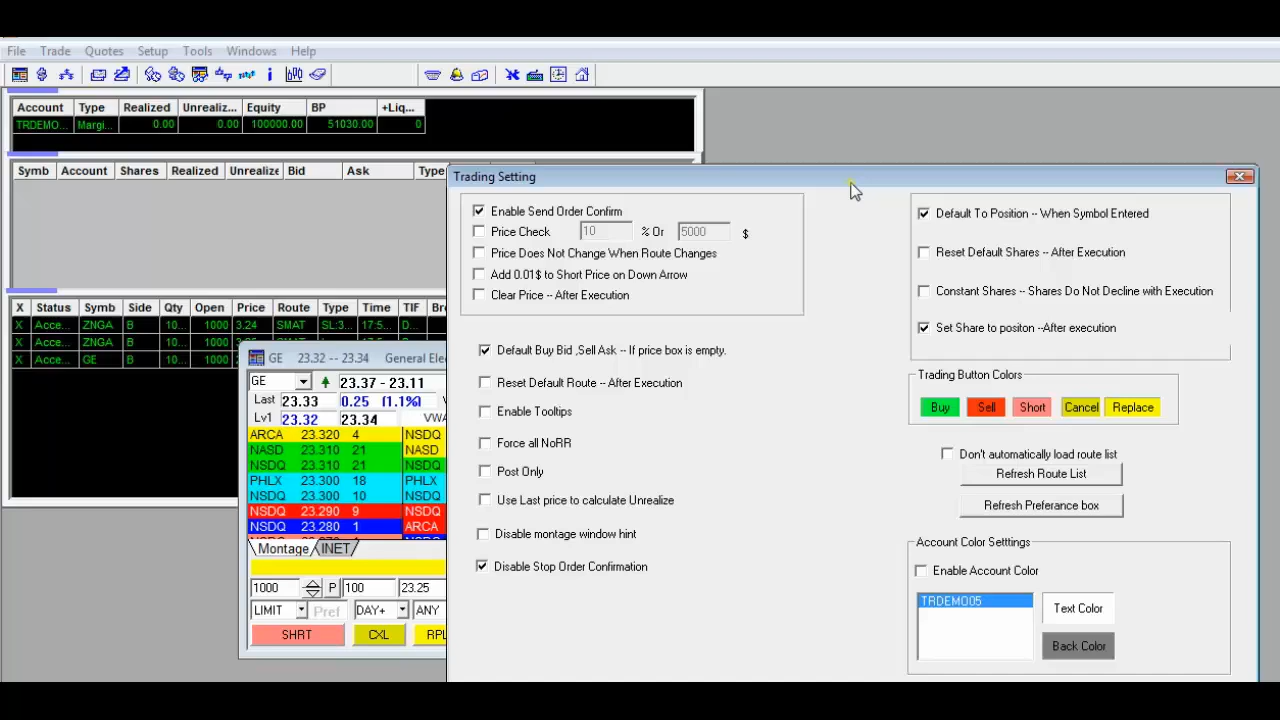 File Trade Quotes Setup Tools Windows Help
Account Type Realized Unrealiz... Equity BP +Liq...
TRDEMO... Margi... 0.00 0.00 100000.00 51030.00 0
Symb Account Shares Realized Unrealize Bid Ask Type
X Status Symb Side Qty Open Price Route Type Time TIF Br
X Acce... ZNGA B 10... 1000 3.24 SMAT SL:3... 17:5... D...
X Acce... ZNGA B 10... 1000
X Acce... GE B 10... 1000
GE 23.32 -- 23.34 General Ele
GE 23.37 - 23.11
Last 23.33 0.25 (1.1%)
Lv1 23.32 23.34 VWA
ARCA 23.320 4 NSDQ
NASD 23.310 21 NASD
NSDQ 23.310 21 NSDQ
PHLX 23.300 18 NSDQ
NSDQ 23.300 10 NSDQ
NSDQ 23.290 9 NSDQ
NSDQ 23.280 1 ARCA
Montage INET
1000 P 100 23.25
LIMIT Pref DAY+ ANY
SHRT CXL RPL
Trading Setting
Enable Send Order Confirm
Price Check 10 % Or 5000 $
Price Does Not Change When Route Changes
Add 0.01$ to Short Price on Down Arrow
Clear Price -- After Execution
Default Buy Bid ,Sell Ask -- If price box is empty.
Reset Default Route -- After Execution
Enable Tooltips
Force all NoRR
Post Only
Use Last price to calculate Unrealize
Disable montage window hint
Disable Stop Order Confirmation
Default To Position -- When Symbol Entered
Reset Default Shares -- After Execution
Constant Shares -- Shares Do Not Decline with Execution
Set Share to positon --After execution
Trading Button Colors
Buy Sell Short Cancel Replace
Don't automatically load route list
Refresh Route List
Refresh Preferance box
Account Color Setttings
Enable Account Color
TRDEMO05
Text Color
Back Color